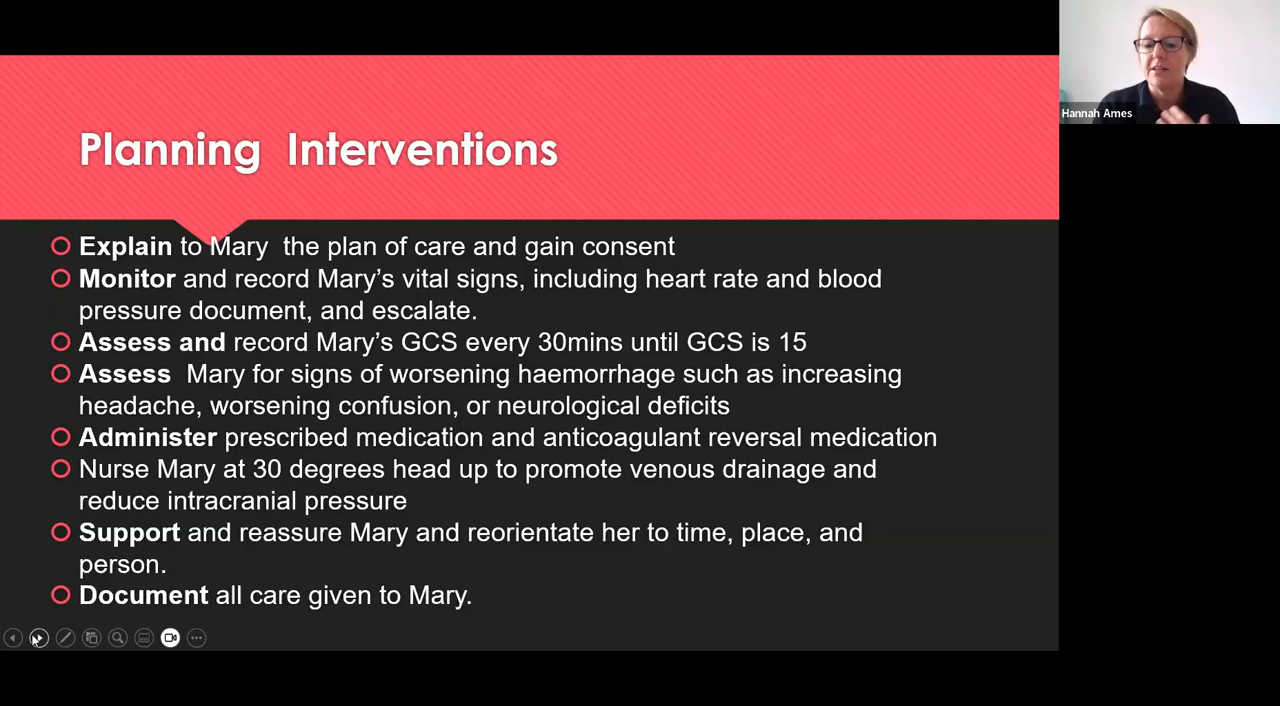 Planning  Interventions
Explain to Mary  the plan of care and gain consent
Monitor and record Mary’s vital signs, including heart rate and blood
pressure document, and escalate.
Assess and record Mary’s GCS every 30mins until GCS is 15
Assess  Mary for signs of worsening haemorrhage such as increasing
headache, worsening confusion, or neurological deficits
Administer prescribed medication and anticoagulant reversal medication
Nurse Mary at 30 degrees head up to promote venous drainage and
reduce intracranial pressure
Support and reassure Mary and reorientate her to time, place, and
person.
Document all care given to Mary.
Hannah Ames